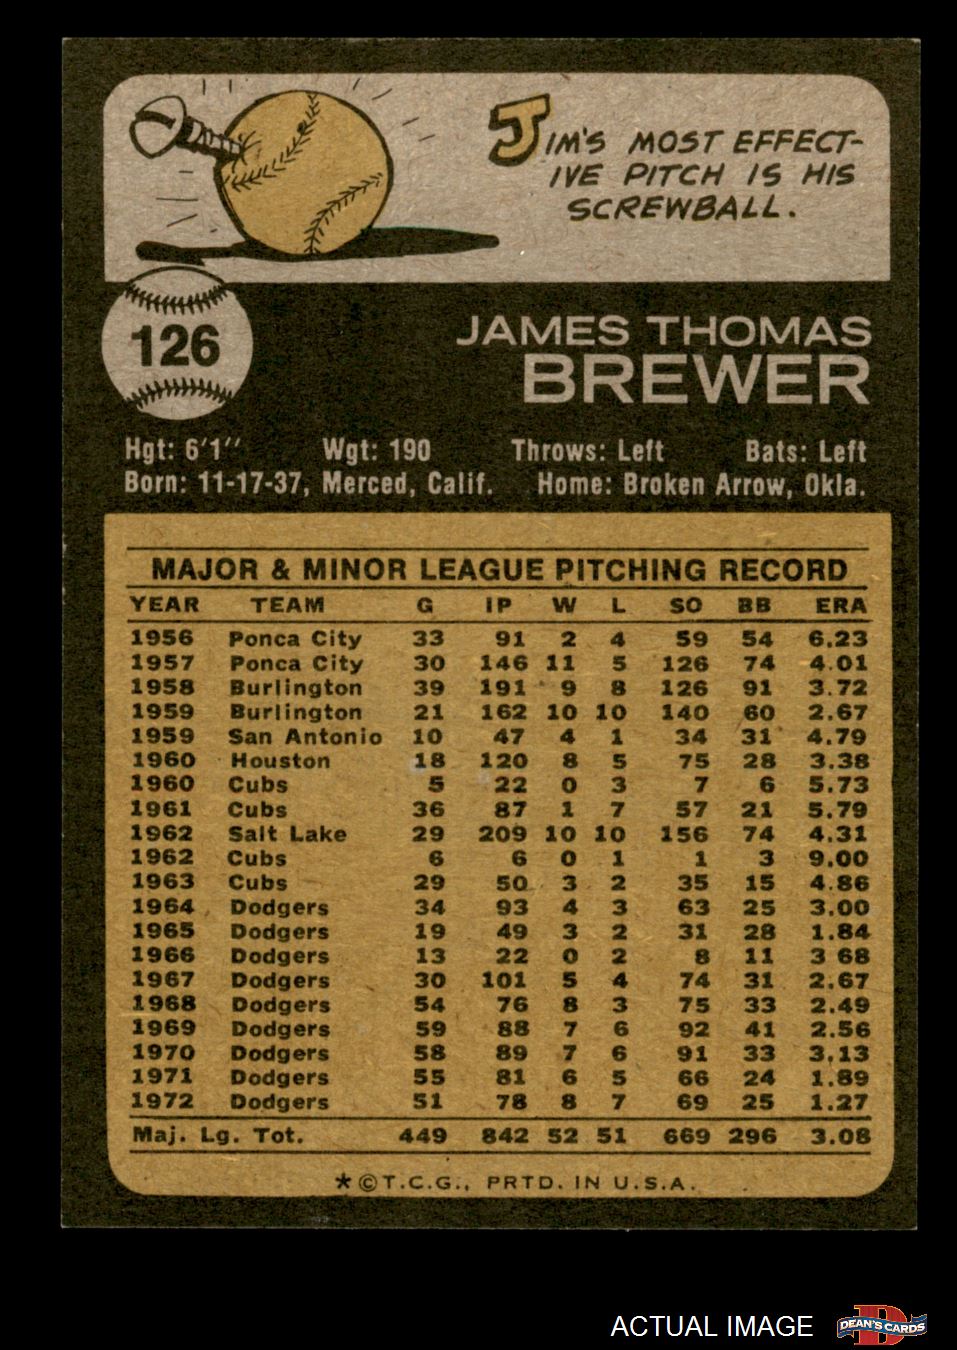 JIM'S MOST EFFECT-
IVE PITCH IS HIS
SCREWBALL.
126
JAMES THOMAS
BREWER
Hgt: 6'1" Wgt: 190 Throws: Left Bats: Left
Born: 11-17-37, Merced, Calif. Home: Broken Arrow, Okla.
MAJOR & MINOR LEAGUE PITCHING RECORD
YEAR TEAM G IP W L SO BB ERA
1956 Ponca City 33 91 2 4 59 54 6.23
1957 Ponca City 30 146 11 5 126 74 4.01
1958 Burlington 39 191 9 8 126 91 3.72
1959 Burlington 21 162 10 10 140 60 2.67
1959 San Antonio 10 47 4 1 34 31 4.79
1960 Houston 18 120 8 5 75 28 3.38
1960 Cubs 5 22 0 3 7 6 5.73
1961 Cubs 36 87 1 7 57 21 5.79
1962 Salt Lake 29 209 10 10 156 74 4.31
1962 Cubs 6 6 0 1 1 3 9.00
1963 Cubs 29 50 3 2 35 15 4.86
1964 Dodgers 34 93 4 3 63 25 3.00
1965 Dodgers 19 49 3 2 31 28 1.84
1966 Dodgers 13 22 0 2 8 11 3 68
1967 Dodgers 30 101 5 4 74 31 2.67
1968 Dodgers 54 76 8 3 75 33 2.49
1969 Dodgers 59 88 7 6 92 41 2.56
1970 Dodgers 58 89 7 6 91 33 3.13
1971 Dodgers 55 81 6 5 66 24 1.89
1972 Dodgers 51 78 8 7 69 25 1.27
Maj. Lg. Tot. 449 842 52 51 669 296 3.08
*©T.C.G., PRTD. IN U.S.A.
ACTUAL IMAGE
D DEAN'S CARDS